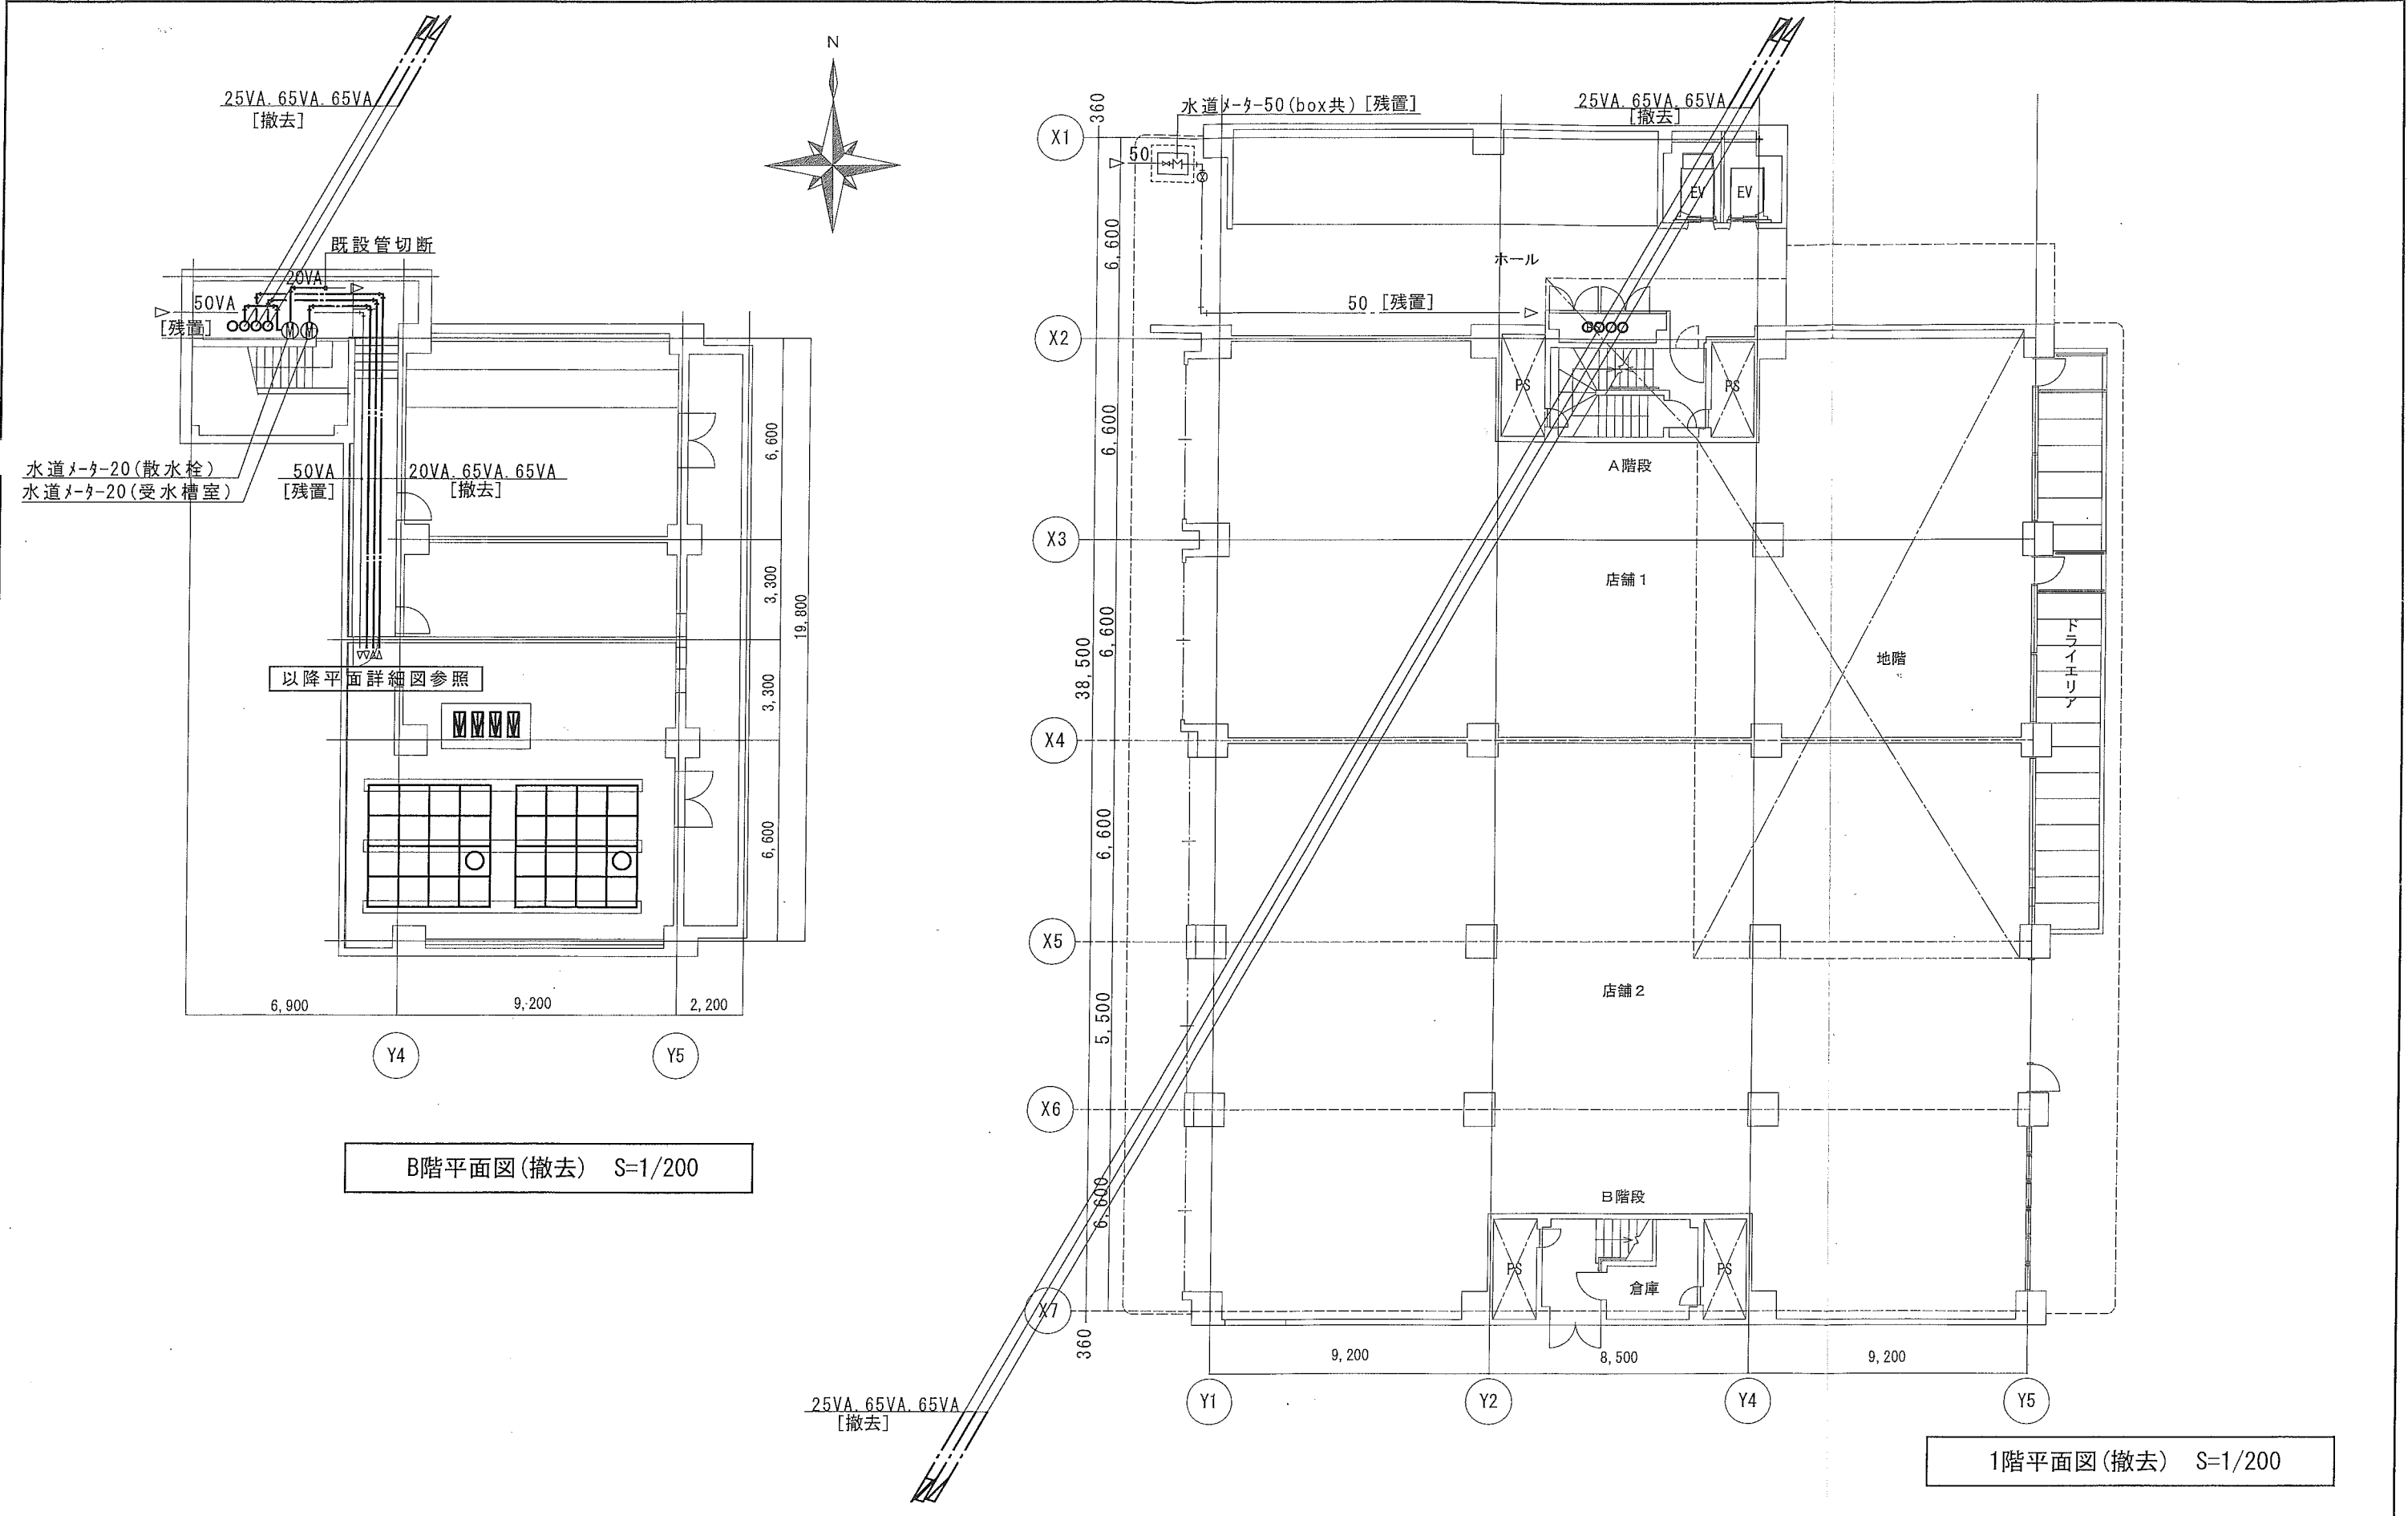 25VA. 65VA. 65VA
[撤去]
N
既設管切断
20VA
50VA
[残置]
水道ﾒｰﾀｰ20(散水栓)
水道ﾒｰﾀｰ20(受水槽室)
50VA
[残置]
20VA. 65VA. 65VA
[撤去]
M
M
以降平面詳細図参照
6,600
3,300
3,300
6,600
19,800
6,900
9,200
2,200
Y4
Y5
B階平面図(撤去) S=1/200
水道ﾒｰﾀｰ50(box共) [残置]
25VA. 65VA. 65VA
[撤去]
360
X1
50
M
EV
EV
6,600
ホール
50 [残置]
X2
PS
PS
A階段
6,600
X3
店舗1
6,600
38,500
地階
ドライエリア
X4
6,600
X5
店舗2
5,500
X6
B階段
6,600
PS
PS
倉庫
X7
360
9,200
8,500
9,200
Y1
Y2
Y4
Y5
25VA. 65VA. 65VA
[撤去]
1階平面図(撤去) S=1/200